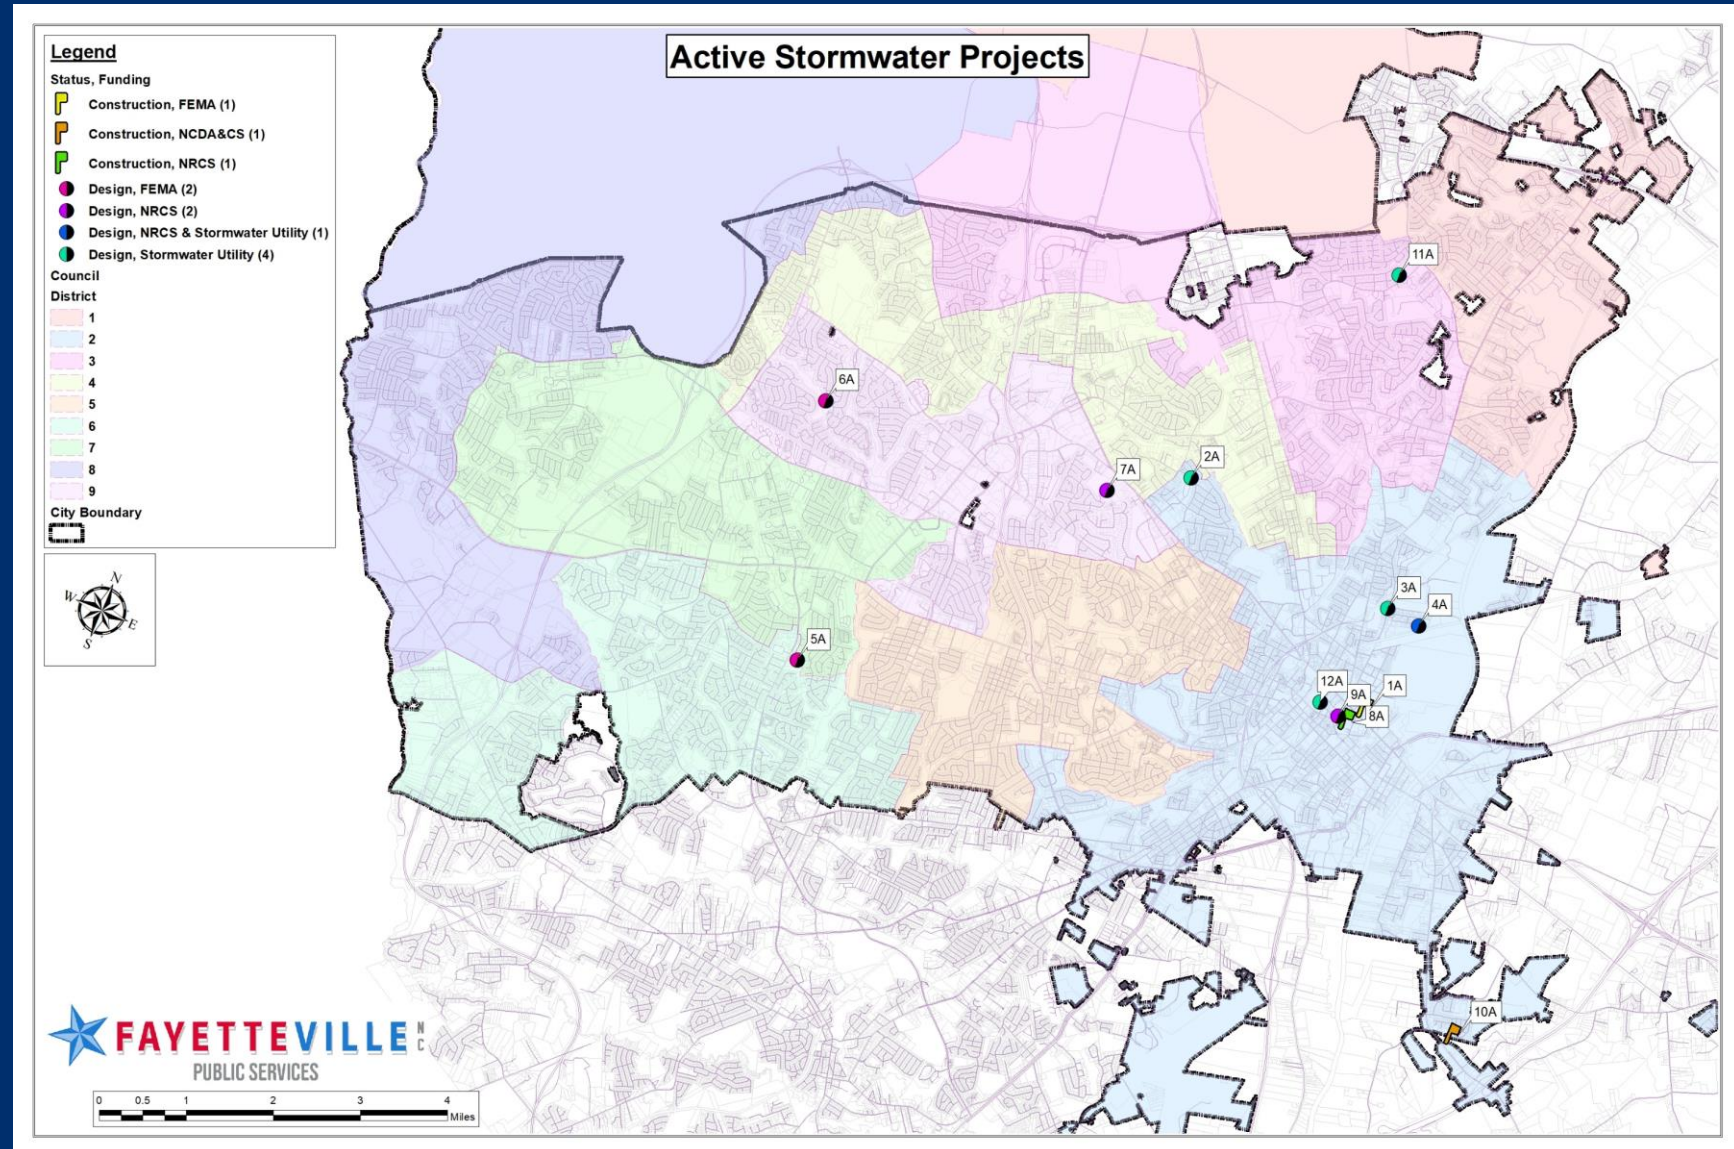 Active Stormwater Projects
Legend
Status, Funding
Construction, FEMA (1)
Construction, NCDA&CS (1)
Construction, NRCS (1)
Design, FEMA (2)
Design, NRCS (2)
Design, NRCS & Stormwater Utility (1)
Design, Stormwater Utility (4)
Council
District
1
2
3
4
5
6
7
8
9
City Boundary
N
W
E
S
11A
6A
2A
7A
3A
4A
5A
12A
9A
1A
8A
10A
FAYETTEVILLE NC
PUBLIC SERVICES
0 0.5 1 2 3 4
Miles